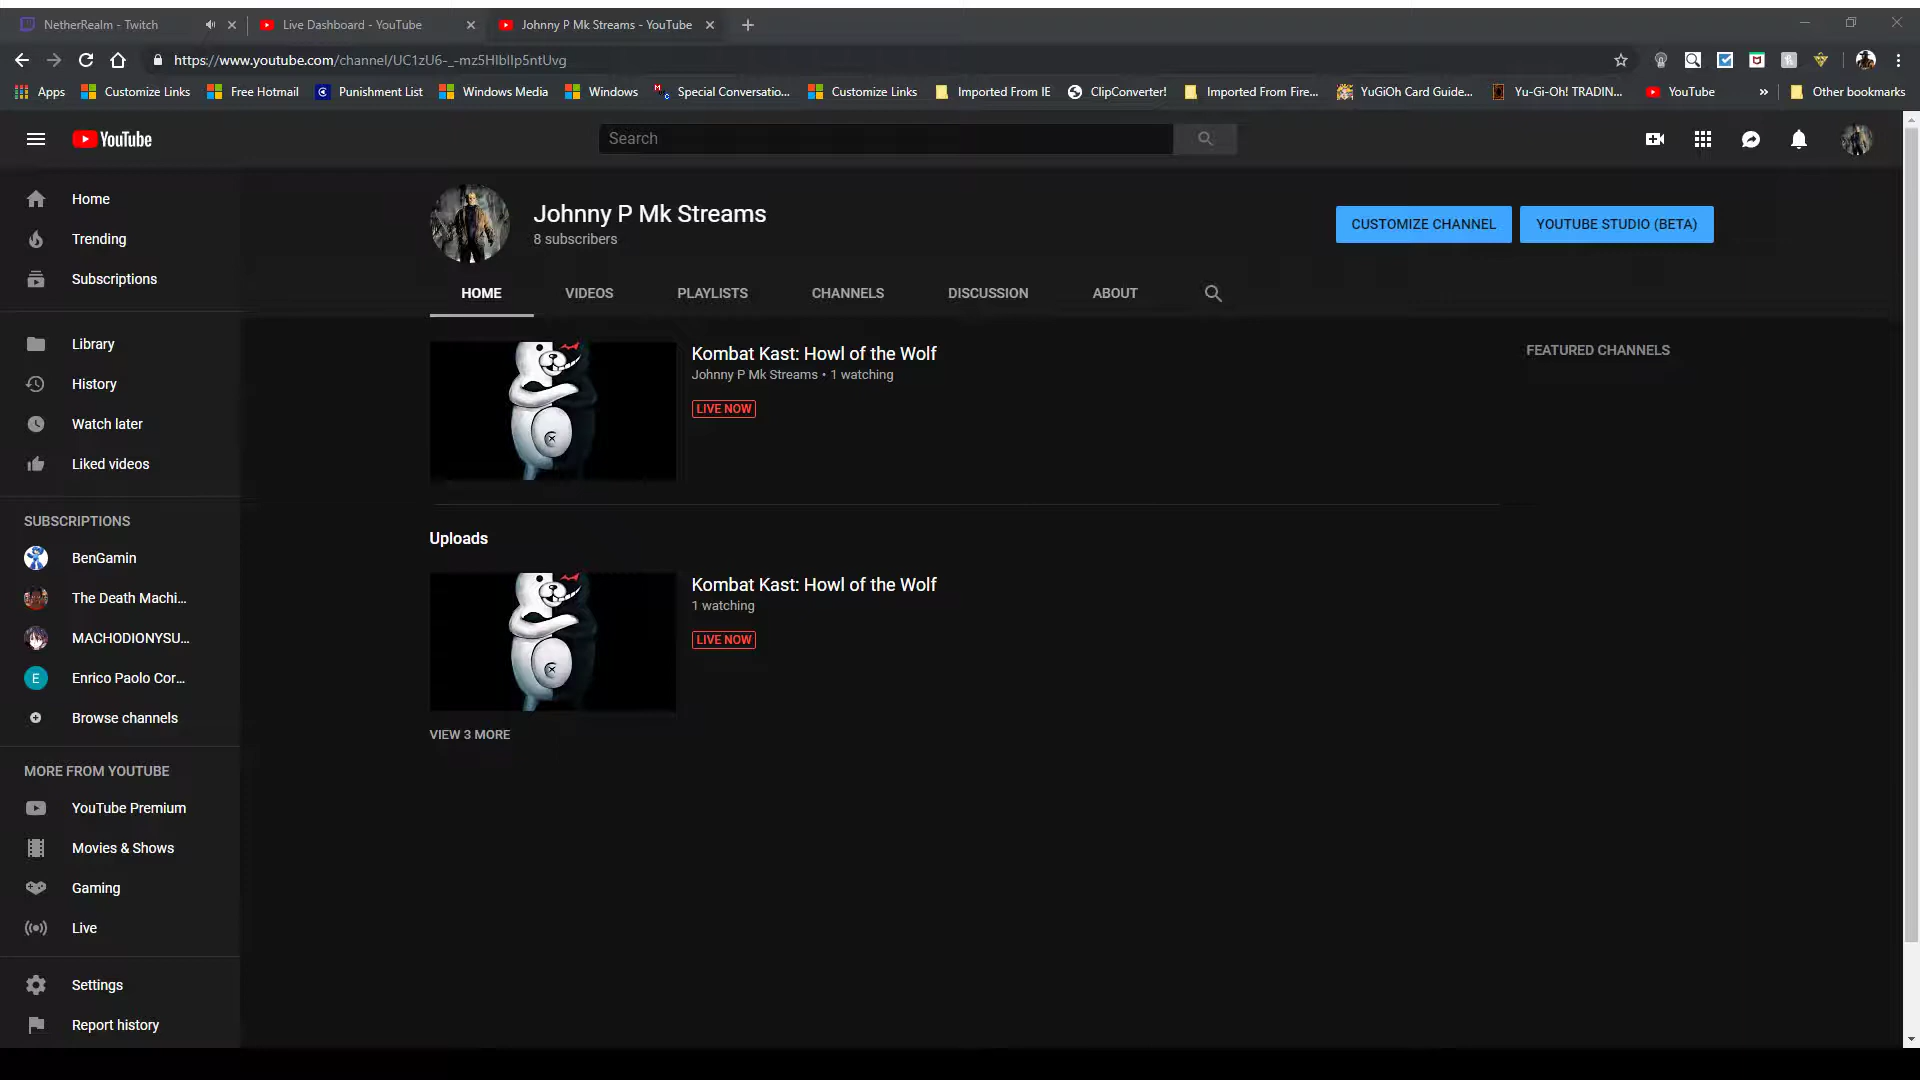 NetherRealm - Twitch
Live Dashboard - YouTube
Johnny P Mk Streams - YouTube
https://www.youtube.com/channel/UC1zU6-_-mz5HIbIIp5ntUvg
Apps
Customize Links
Free Hotmail
Punishment List
Windows Media
Windows
Special Conversatio...
Customize Links
Imported From IE
ClipConverter!
Imported From Fire...
YuGiOh Card Guide...
Yu-Gi-Oh! TRADIN...
YouTube
»
Other bookmarks
YouTube
Search
Home
Trending
Subscriptions
Library
History
Watch later
Liked videos
SUBSCRIPTIONS
BenGamin
The Death Machi...
MACHODIONYSU...
E
Enrico Paolo Cor...
Browse channels
MORE FROM YOUTUBE
YouTube Premium
Movies & Shows
Gaming
Live
Settings
Report history
Johnny P Mk Streams
8 subscribers
CUSTOMIZE CHANNEL
YOUTUBE STUDIO (BETA)
HOME
VIDEOS
PLAYLISTS
CHANNELS
DISCUSSION
ABOUT
Kombat Kast: Howl of the Wolf
Johnny P Mk Streams • 1 watching
LIVE NOW
FEATURED CHANNELS
Uploads
Kombat Kast: Howl of the Wolf
1 watching
LIVE NOW
VIEW 3 MORE